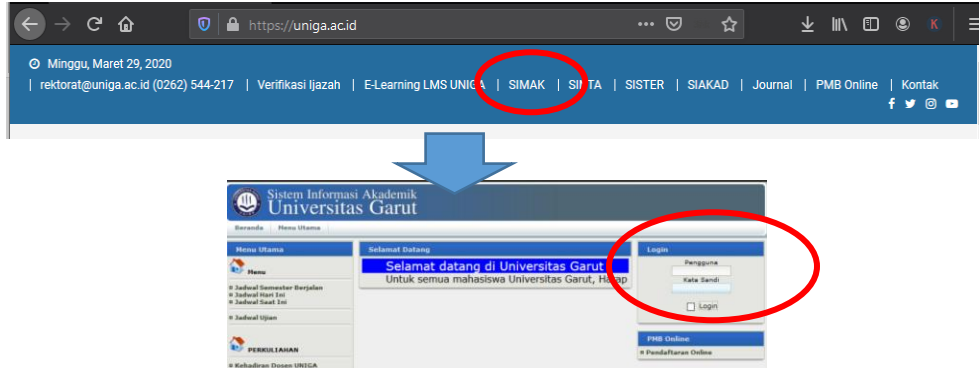 https://uniga.ac.id
Minggu, Maret 29, 2020
| rektorat@uniga.ac.id (0262) 544-217 | Verifikasi Ijazah | E-Learning LMS UNIGA | SIMAK | SINTA | SISTER | SIAKAD | Journal | PMB Online | Kontak
Sistem Informasi Akademik
Universitas Garut
Beranda Menu Utama
Menu Utama
Menu
Jadwal Semester Berjalan
Jadwal Hari Ini
Jadwal Saat Ini
Jadwal Ujian
PERKULIAHAN
Kehadiran Dosen UNIGA
Selamat Datang
Selamat datang di Universitas Garut
Untuk semua mahasiswa Universitas Garut, Harap
Login
Pengguna
Kata Sandi
Login
PMB Online
Pendaftaran Online